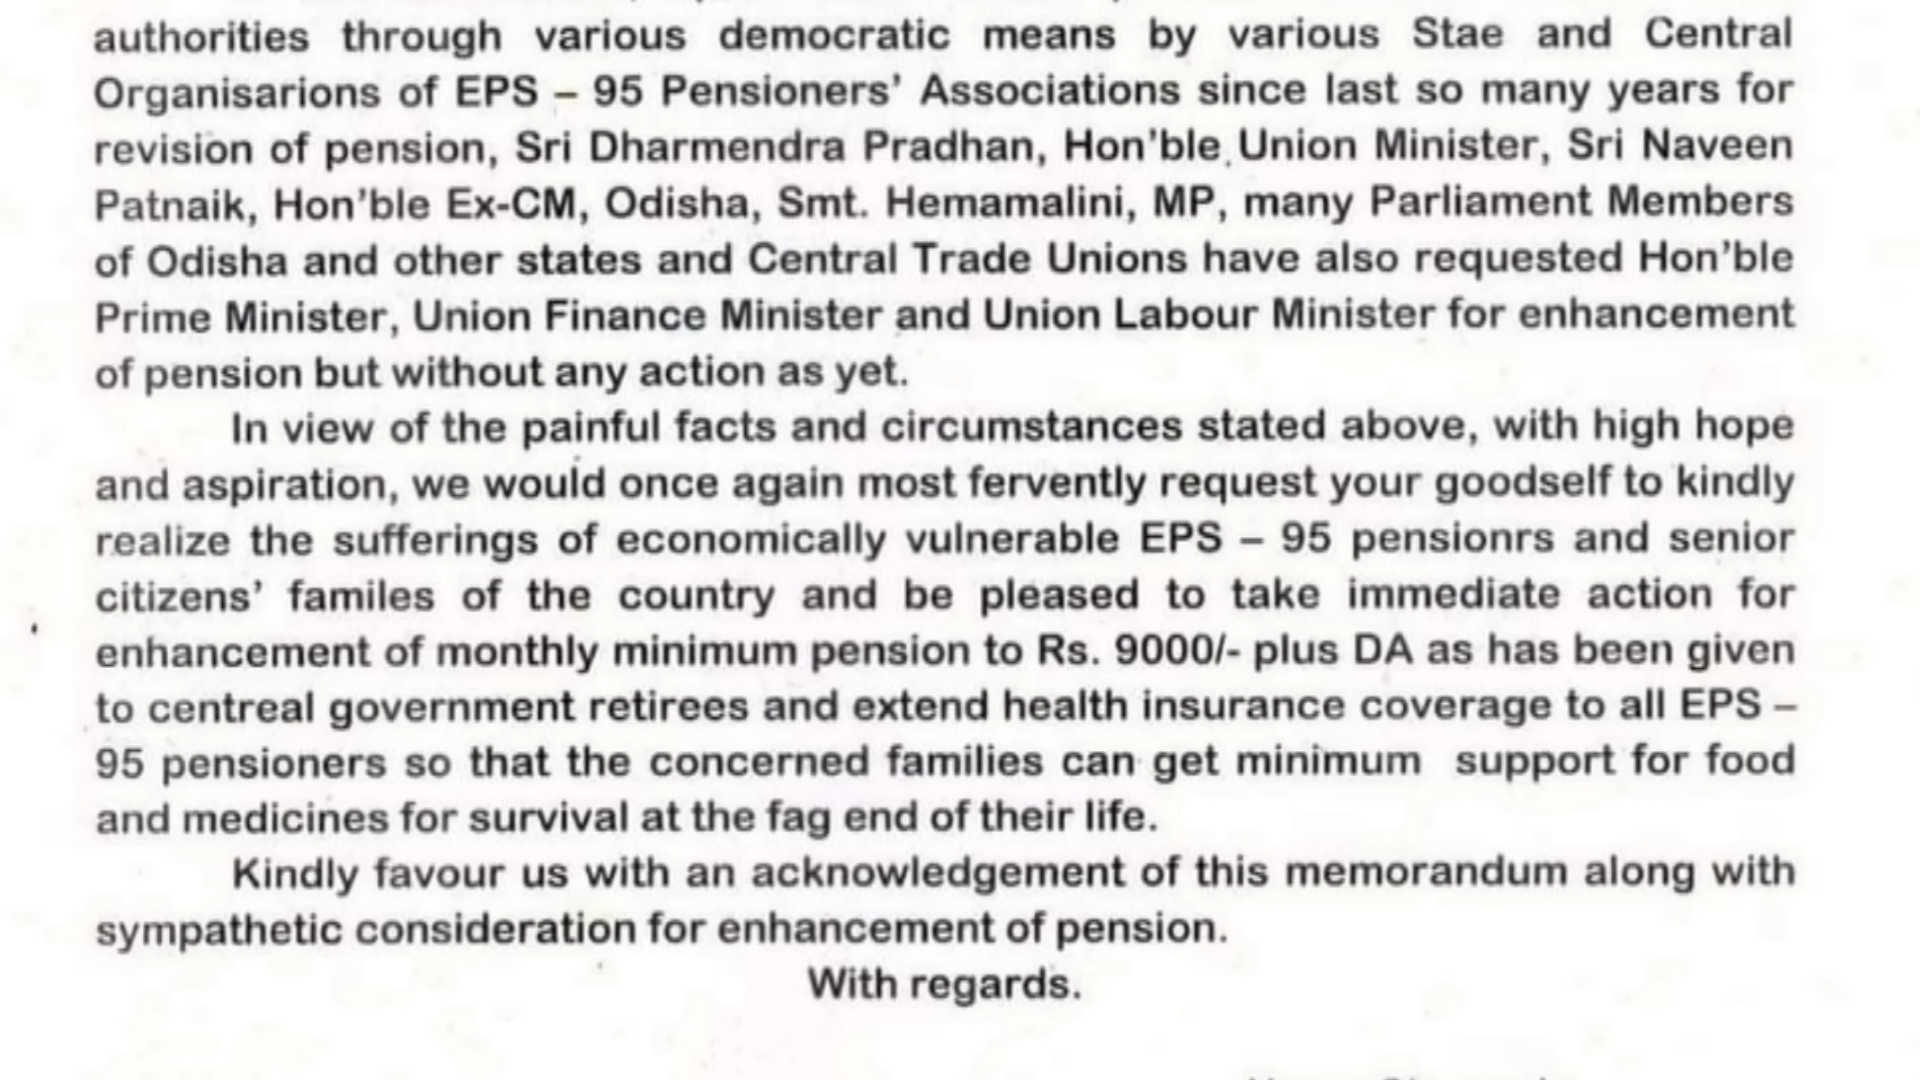 authorities through various democratic means by various Stae and Central
Organisarions of EPS – 95 Pensioners’ Associations since last so many years for
revision of pension, Sri Dharmendra Pradhan, Hon’ble Union Minister, Sri Naveen
Patnaik, Hon’ble Ex-CM, Odisha, Smt. Hemamalini, MP, many Parliament Members
of Odisha and other states and Central Trade Unions have also requested Hon’ble
Prime Minister, Union Finance Minister and Union Labour Minister for enhancement
of pension but without any action as yet.
In view of the painful facts and circumstances stated above, with high hope
and aspiration, we would once again most fervently request your goodself to kindly
realize the sufferings of economically vulnerable EPS – 95 pensionrs and senior
citizens’ familes of the country and be pleased to take immediate action for
enhancement of monthly minimum pension to Rs. 9000/- plus DA as has been given
to centreal government retirees and extend health insurance coverage to all EPS –
95 pensioners so that the concerned families can get minimum support for food
and medicines for survival at the fag end of their life.
Kindly favour us with an acknowledgement of this memorandum along with
sympathetic consideration for enhancement of pension.
With regards.